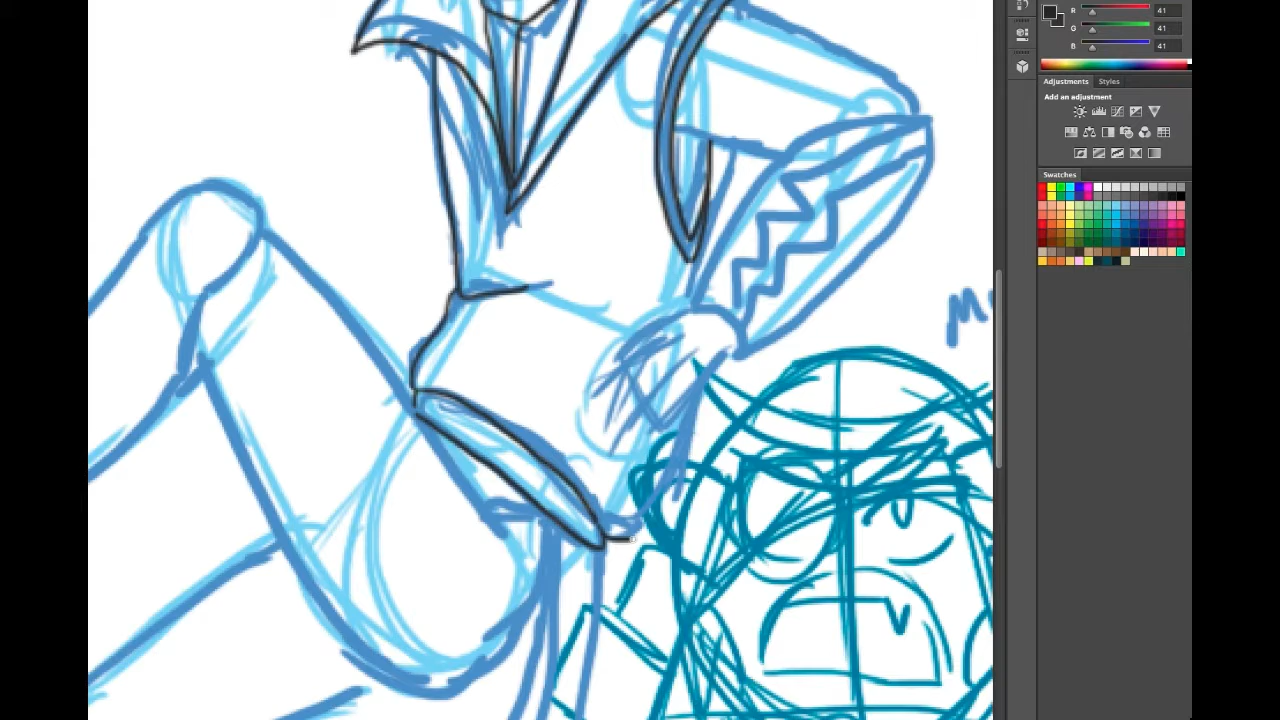 R 41
G 41
B 41
Adjustments Styles
Add an adjustment
Swatches